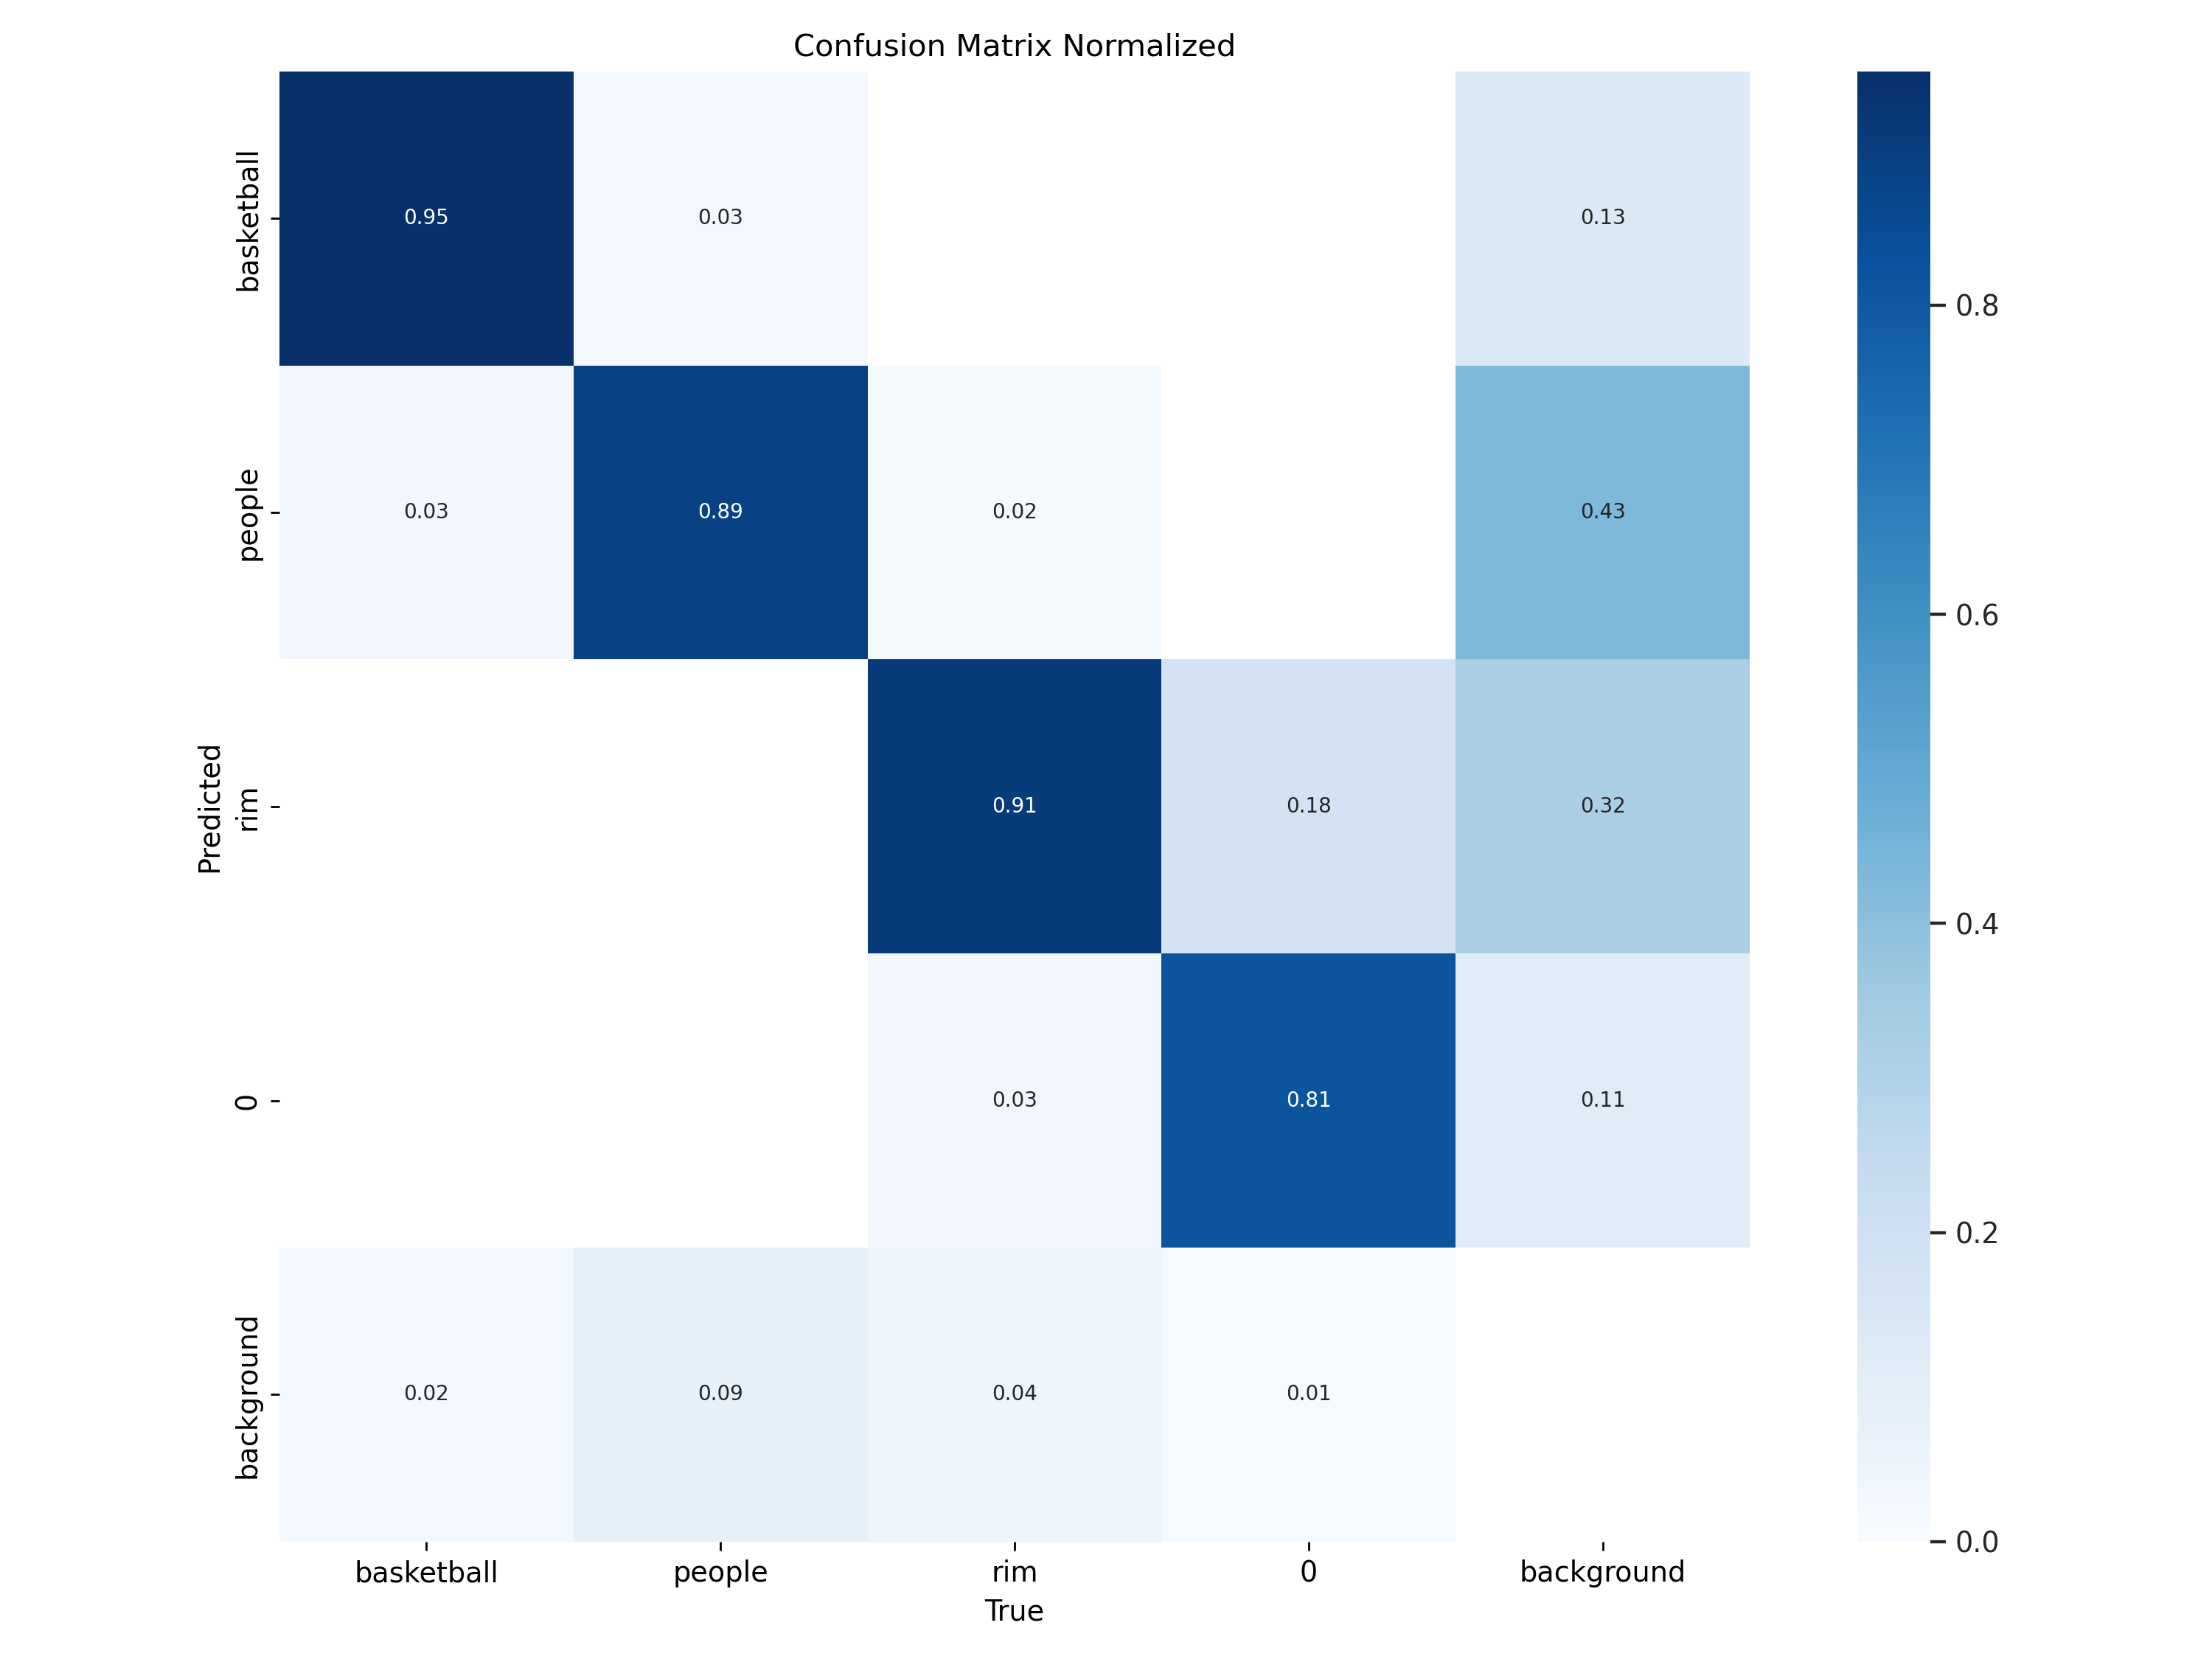 Confusion Matrix Normalized
basketball
0.95
0.03
0.13
people
0.03
0.89
0.02
0.43
rim
0.91
0.18
0.32
0
0.03
0.81
0.11
background
0.02
0.09
0.04
0.01
Predicted
basketball
people
rim
0
background
True
0.8
0.6
0.4
0.2
0.0